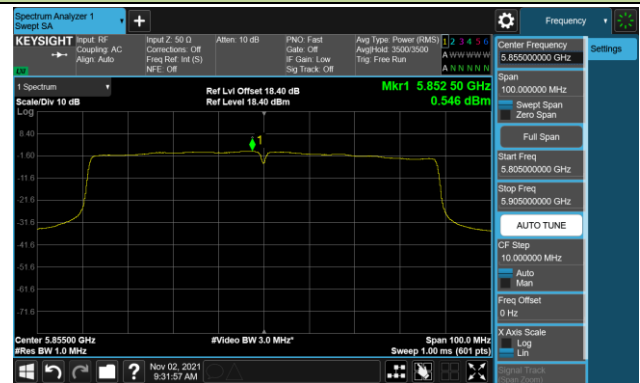 Spectrum Analyzer 1
Swept SA
Frequency
KEYSIGHT
Input: RF
Coupling: AC
Align: Auto
Input Z: 50 Ω
Corrections: Off
Freq Ref: Int (S)
NFE: Off
Atten: 10 dB
PNO: Fast
Gate: Off
IF Gain: Low
Sig Track: Off
Avg Type: Power (RMS)
Avg|Hold: 3500/3500
Trig: Free Run
1 2 3 4 5 6
A W W W W W
A N N N N N
1 Spectrum
Scale/Div 10 dB
Log
Ref Lvl Offset 18.40 dB
Ref Level 18.40 dBm
Mkr1 5.852 50 GHz
0.546 dBm
8.40
-1.60
-11.6
-21.6
-31.6
-41.6
-51.6
-61.6
-71.6
1
Center 5.85500 GHz
#Res BW 1.0 MHz
#Video BW 3.0 MHz*
Span 100.0 MHz
Sweep 1.00 ms (601 pts)
Nov 02, 2021
9:31:57 AM
Center Frequency
5.855000000 GHz
Settings
Span
100.000000 MHz
Swept Span
Zero Span
Full Span
Start Freq
5.805000000 GHz
Stop Freq
5.905000000 GHz
AUTO TUNE
CF Step
10.000000 MHz
Auto
Man
Freq Offset
0 Hz
X Axis Scale
Log
Lin
Signal Track
(Span Zoom)